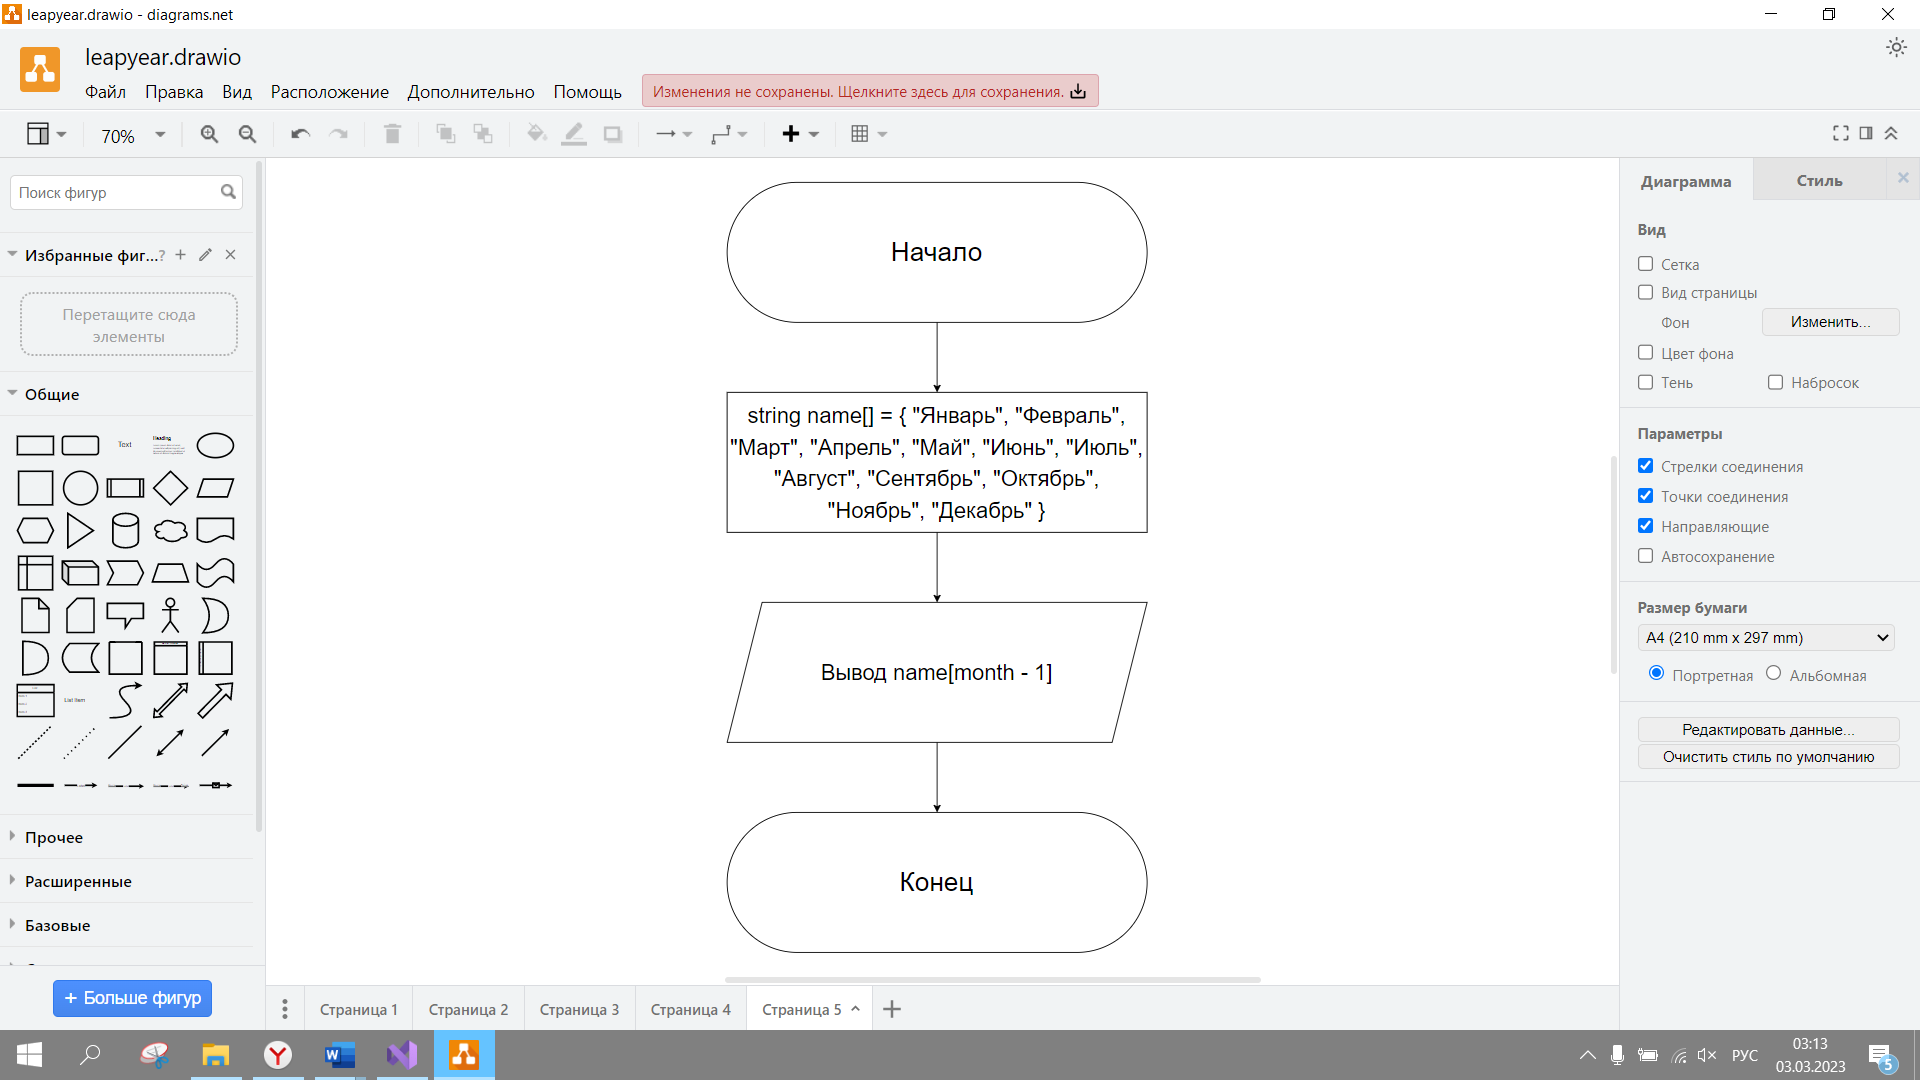 leapyear.drawio - diagrams.net
leapyear.drawio
Файл Правка Вид Расположение Дополнительно Помощь
Изменения не сохранены. Щелкните здесь для сохранения.
70%
Поиск фигур
Избранные фиг...?
Перетащите сюда
элементы
Общие
Text
Heading
List Item
Прочее
Расширенные
Базовые
+ Больше фигур
Начало
string name[] = { "Январь", "Февраль",
"Март", "Апрель", "Май", "Июнь", "Июль",
"Август", "Сентябрь", "Октябрь",
"Ноябрь", "Декабрь" }
Вывод name[month - 1]
Конец
Диаграмма Стиль
Вид
Сетка
Вид страницы
Фон Изменить...
Цвет фона
Тень Набросок
Параметры
Стрелки соединения
Точки соединения
Направляющие
Автосохранение
Размер бумаги
A4 (210 mm x 297 mm)
Портретная Альбомная
Редактировать данные...
Очистить стиль по умолчанию
Страница 1 Страница 2 Страница 3 Страница 4 Страница 5
РУС
03:13
03.03.2023
5